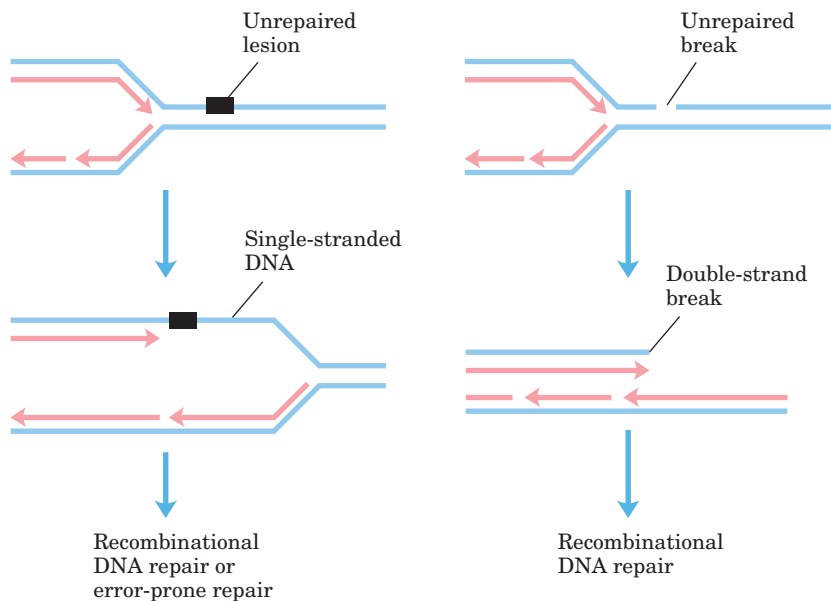 Unrepaired
lesion
Unrepaired
break
Single-stranded
DNA
Double-strand
break
Recombinational
DNA repair or
error-prone repair
Recombinational
DNA repair